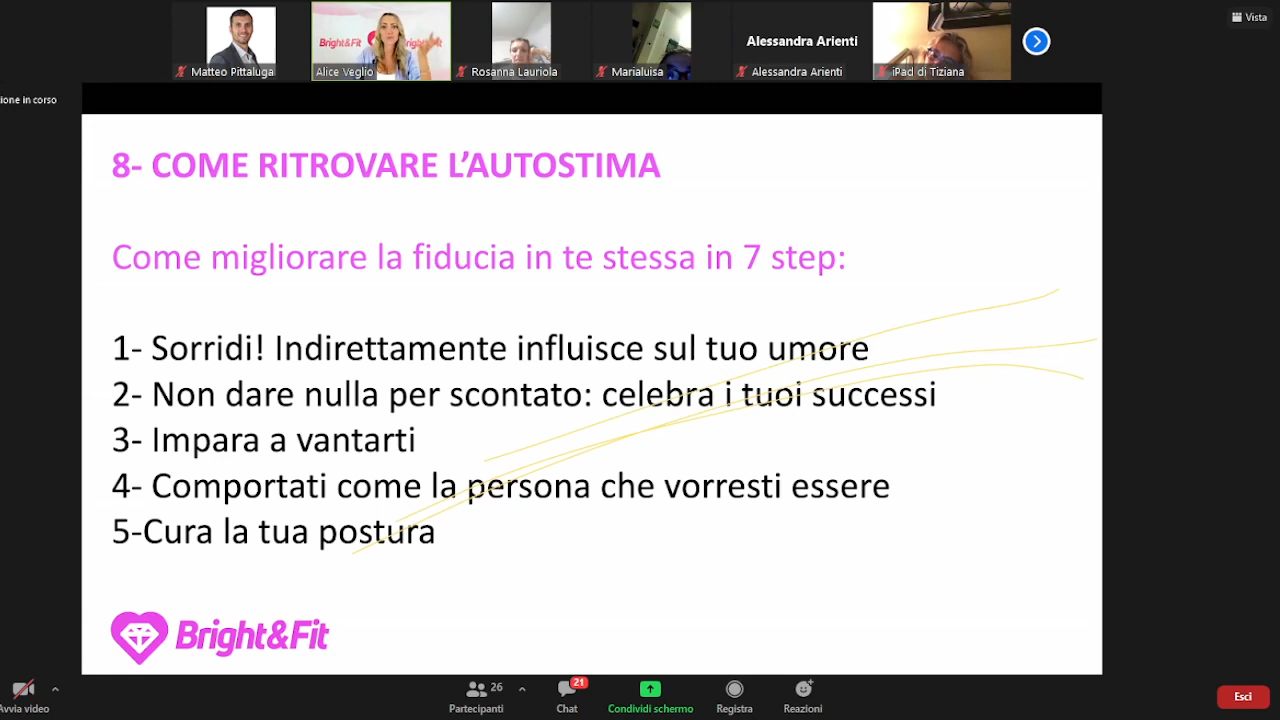 Vista
Matteo Pittaluga
Bright&Fit
Alice Veglio
Rosanna Lauriola
Marialuisa
Alessandra Arienti
Alessandra Arienti
iPad di Tiziana
ione in corso
8- COME RITROVARE L’AUTOSTIMA
Come migliorare la fiducia in te stessa in 7 step:
1- Sorridi! Indirettamente influisce sul tuo umore
2- Non dare nulla per scontato: celebra i tuoi successi
3- Impara a vantarti
4- Comportati come la persona che vorresti essere
5-Cura la tua postura
Bright&Fit
Avvia video
26
Partecipanti
21
Chat
Condividi schermo
Registra
Reazioni
Esci